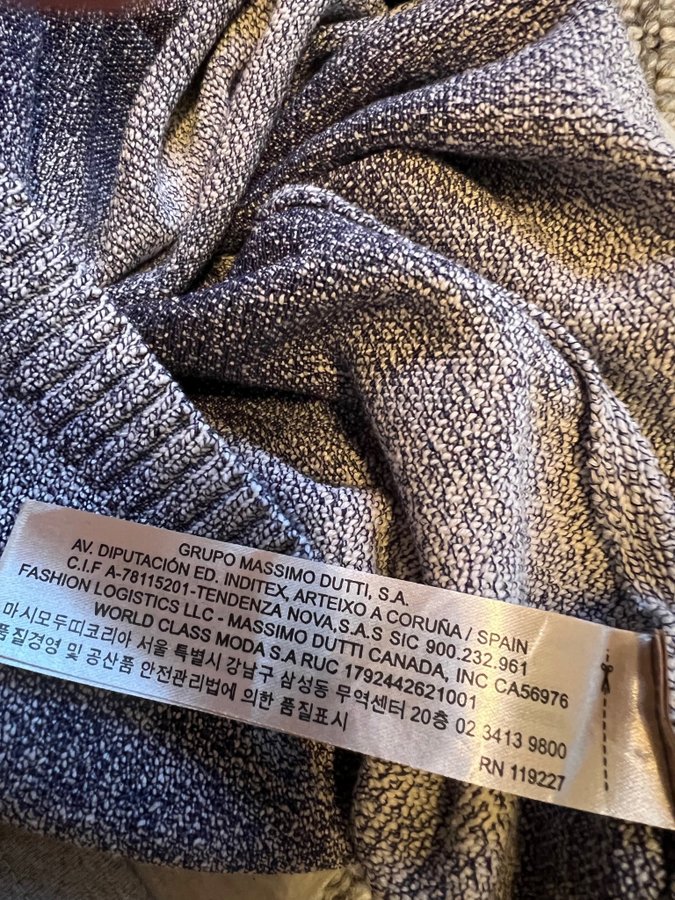 GRUPO MASSIMO DUTTI, S.A.
AV. DIPUTACIÓN ED. INDITEX, ARTEIXO A CORUÑA / SPAIN
C.I.F A-78115201-TENDENZA NOVA,S.A.S SIC 900.232.961
FASHION LOGISTICS LLC - MASSIMO DUTTI CANADA, INC CA56976
WORLD CLASS MODA S.A RUC 1792442621001
마시모두띠코리아 서울 특별시 강남구 삼성동 무역센터 20층 02 3413 9800
품질경영 및 공산품 안전관리법에 의한 품질표시
RN 119227